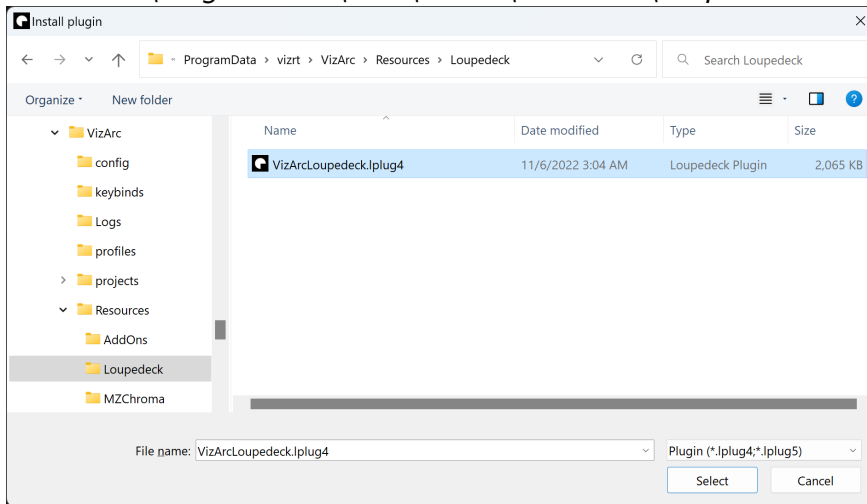 Install plugin
« ProgramData › vizrt › VizArc › Resources › Loupedeck
Search Loupedeck
Organize
New folder
Name
Date modified
Type
Size
VizArc
config
keybinds
Logs
profiles
projects
Resources
AddOns
Loupedeck
MZChroma
VizArcLoupedeck.lplug4
11/6/2022 3:04 AM
Loupedeck Plugin
2,065 KB
File name:
VizArcLoupedeck.lplug4
Plugin (*.lplug4;*.lplug5)
Select
Cancel